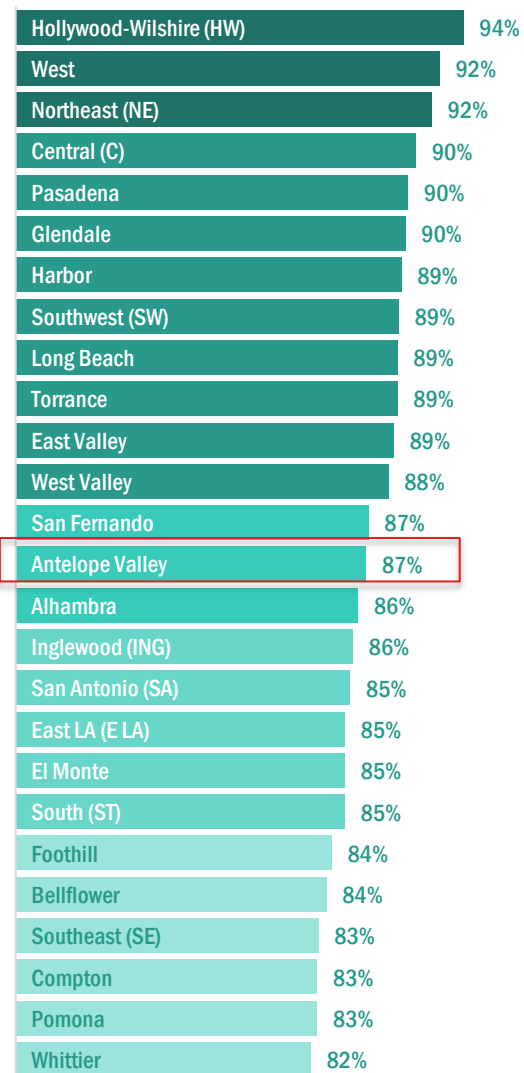 Hollywood-Wilshire (HW) 94%
West 92%
Northeast (NE) 92%
Central (C) 90%
Pasadena 90%
Glendale 90%
Harbor 89%
Southwest (SW) 89%
Long Beach 89%
Torrance 89%
East Valley 89%
West Valley 88%
San Fernando 87%
Antelope Valley 87%
Alhambra 86%
Inglewood (ING) 86%
San Antonio (SA) 85%
East LA (E LA) 85%
El Monte 85%
South (ST) 85%
Foothill 84%
Bellflower 84%
Southeast (SE) 83%
Compton 83%
Pomona 83%
Whittier 82%